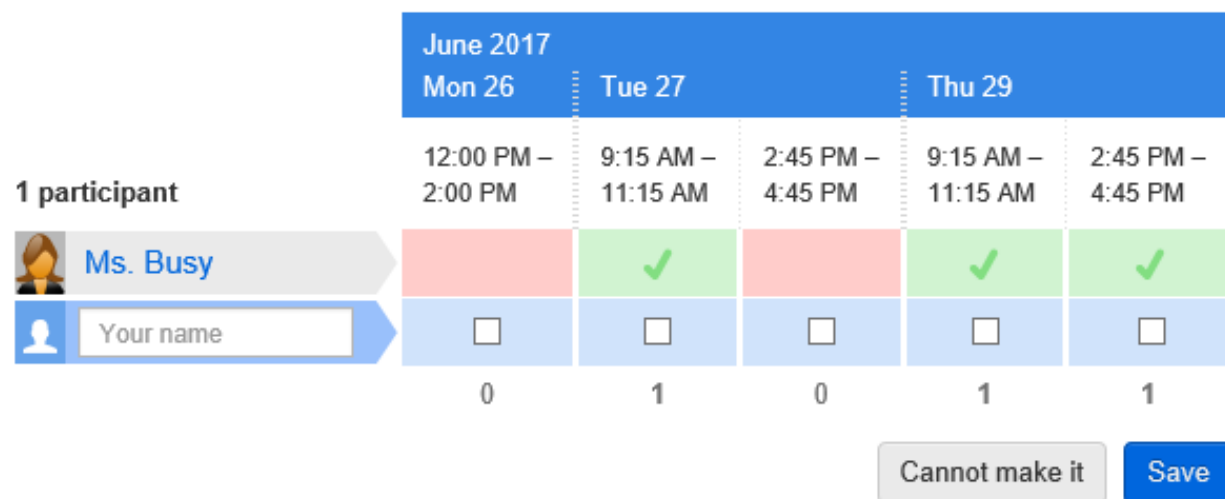 June 2017
Mon 26 Tue 27 Thu 29
12:00 PM – 9:15 AM – 2:45 PM – 9:15 AM – 2:45 PM –
1 participant 2:00 PM 11:15 AM 4:45 PM 11:15 AM 4:45 PM
Ms. Busy
Your name
0 1 0 1 1
Cannot make it Save